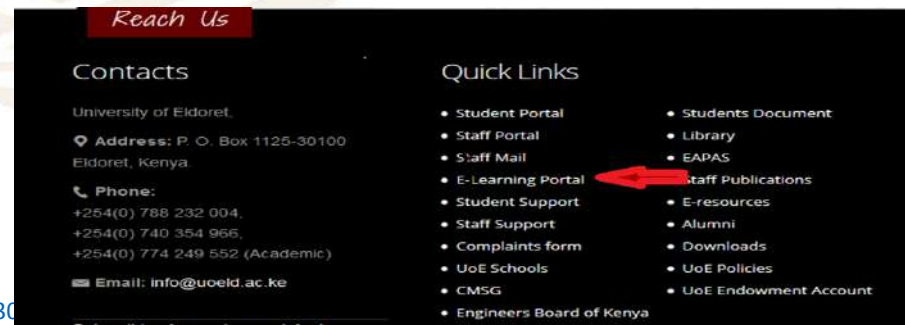 Reach Us
Contacts
University of Eldoret,
Address: P. O. Box 1125-30100
Eldoret, Kenya.
Phone:
+254(0) 788 232 004,
+254(0) 740 354 966,
+254(0) 774 249 552 (Academic)
Email: info@uoeld.ac.ke
Quick Links
Student Portal
Staff Portal
Staff Mail
E-Learning Portal
Student Support
Staff Support
Complaints form
UoE Schools
CMSG
Engineers Board of Kenya
Students Document
Library
EAPAS
Staff Publications
E-resources
Alumni
Downloads
UoE Policies
UoE Endowment Account